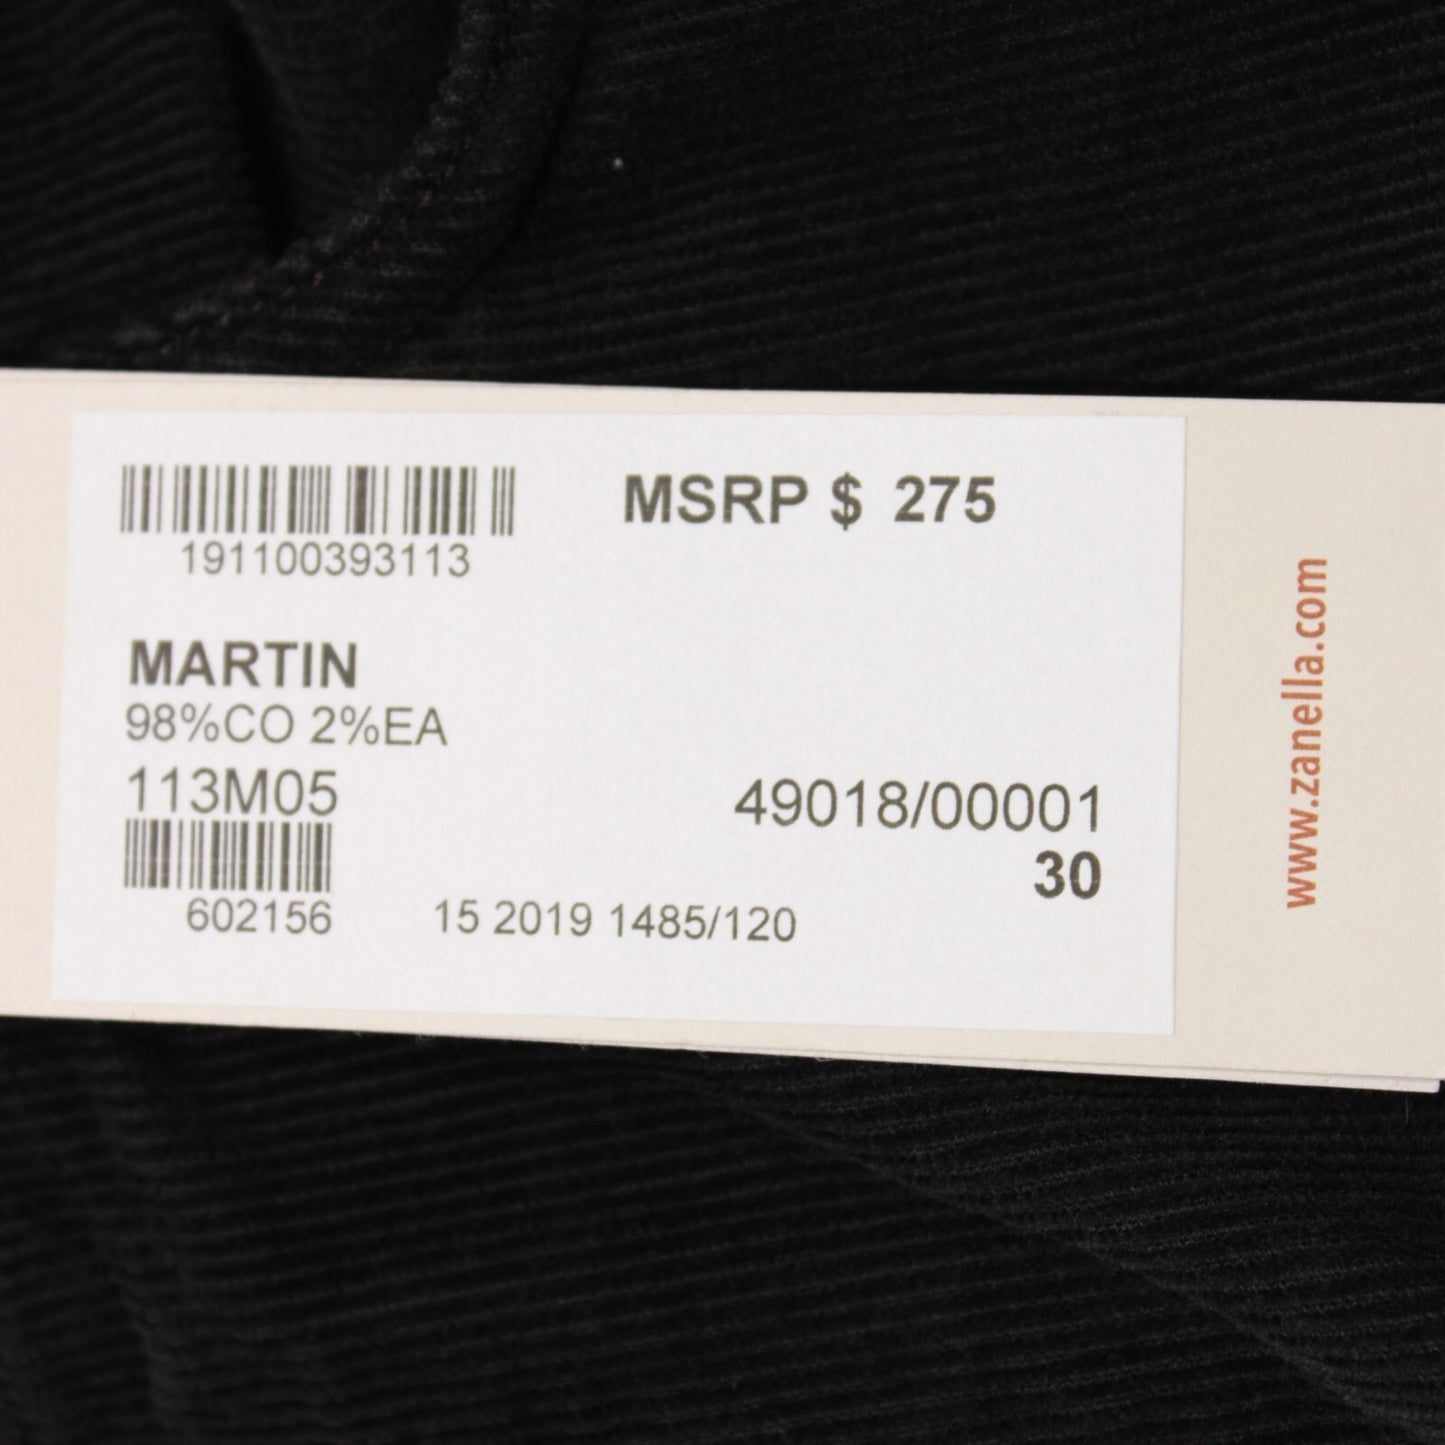 MSRP $ 275
191100393113
MARTIN
98%CO 2%EA
113M05
49018/00001
30
602156
15 2019 1485/120
www.zanella.com